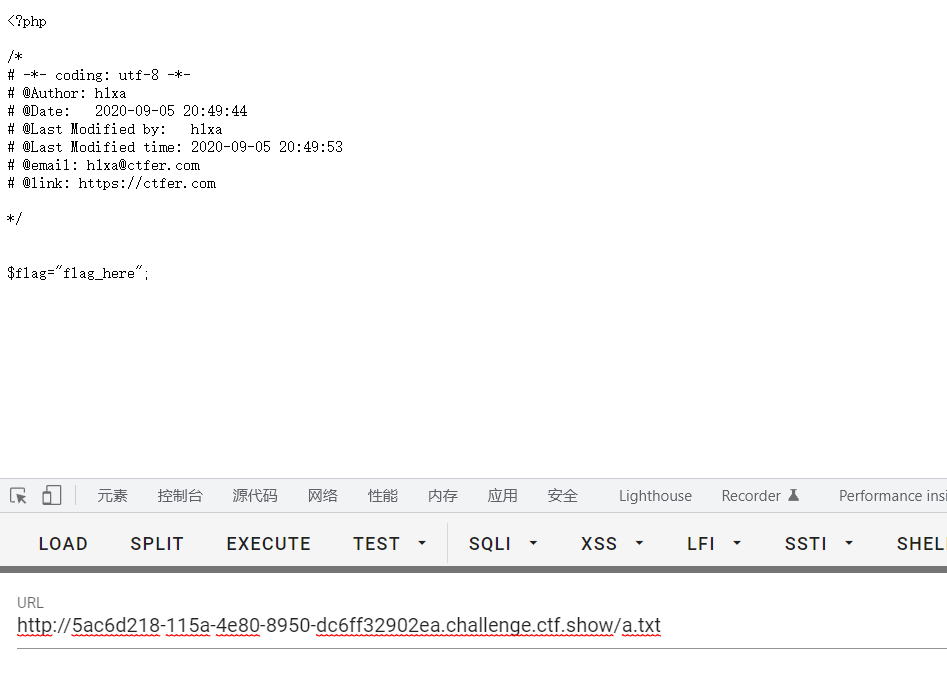 <?php
/*
# -*- coding: utf-8 -*-
# @Author: h1xa
# @Date:   2020-09-05 20:49:44
# @Last Modified by:   h1xa
# @Last Modified time: 2020-09-05 20:49:53
# @email: h1xa@ctfer.com
# @link: https://ctfer.com
*/
$flag="flag_here";
元素 控制台 源代码 网络 性能 内存 应用 安全 Lighthouse Recorder Performance insi
LOAD SPLIT EXECUTE TEST SQLI XSS LFI SSTI SHEL
URL
http://5ac6d218-115a-4e80-8950-dc6ff32902ea.challenge.ctf.show/a.txt